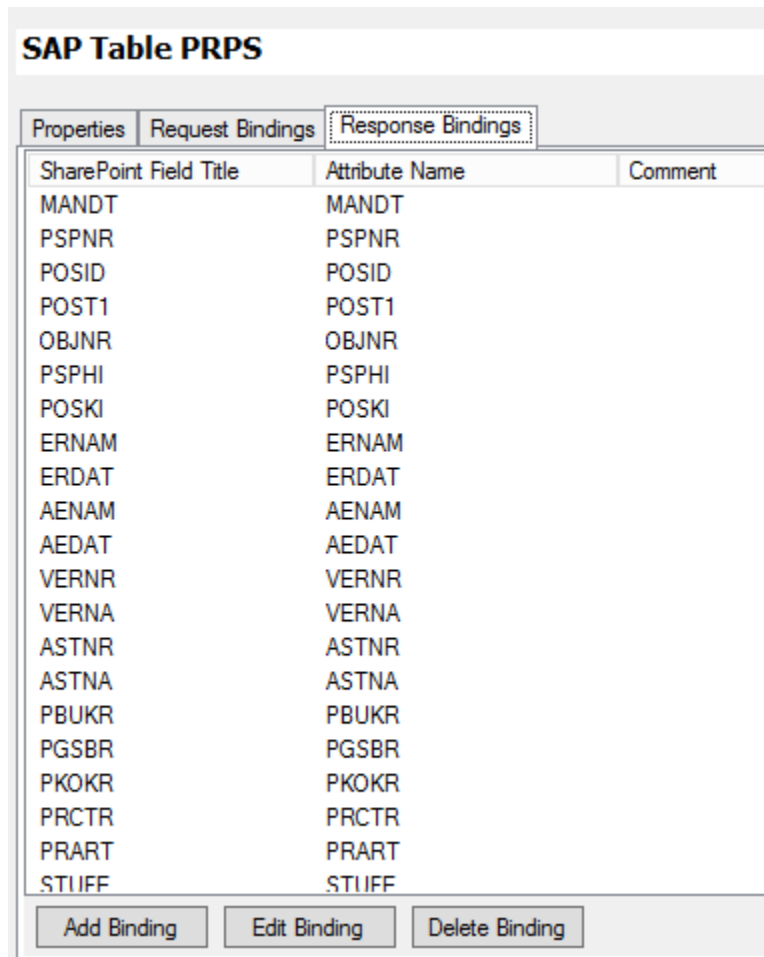 SAP Table PRPS
Properties Request Bindings Response Bindings
SharePoint Field Title Attribute Name Comment
MANDT MANDT
PSPNR PSPNR
POSID POSID
POST1 POST1
OBJNR OBJNR
PSPHI PSPHI
POSKI POSKI
ERNAM ERNAM
ERDAT ERDAT
AENAM AENAM
AEDAT AEDAT
VERNR VERNR
VERNA VERNA
ASTNR ASTNR
ASTNA ASTNA
PBUKR PBUKR
PGSBR PGSBR
PKOKR PKOKR
PRCTR PRCTR
PRART PRART
STUFE STUFE
Add Binding Edit Binding Delete Binding